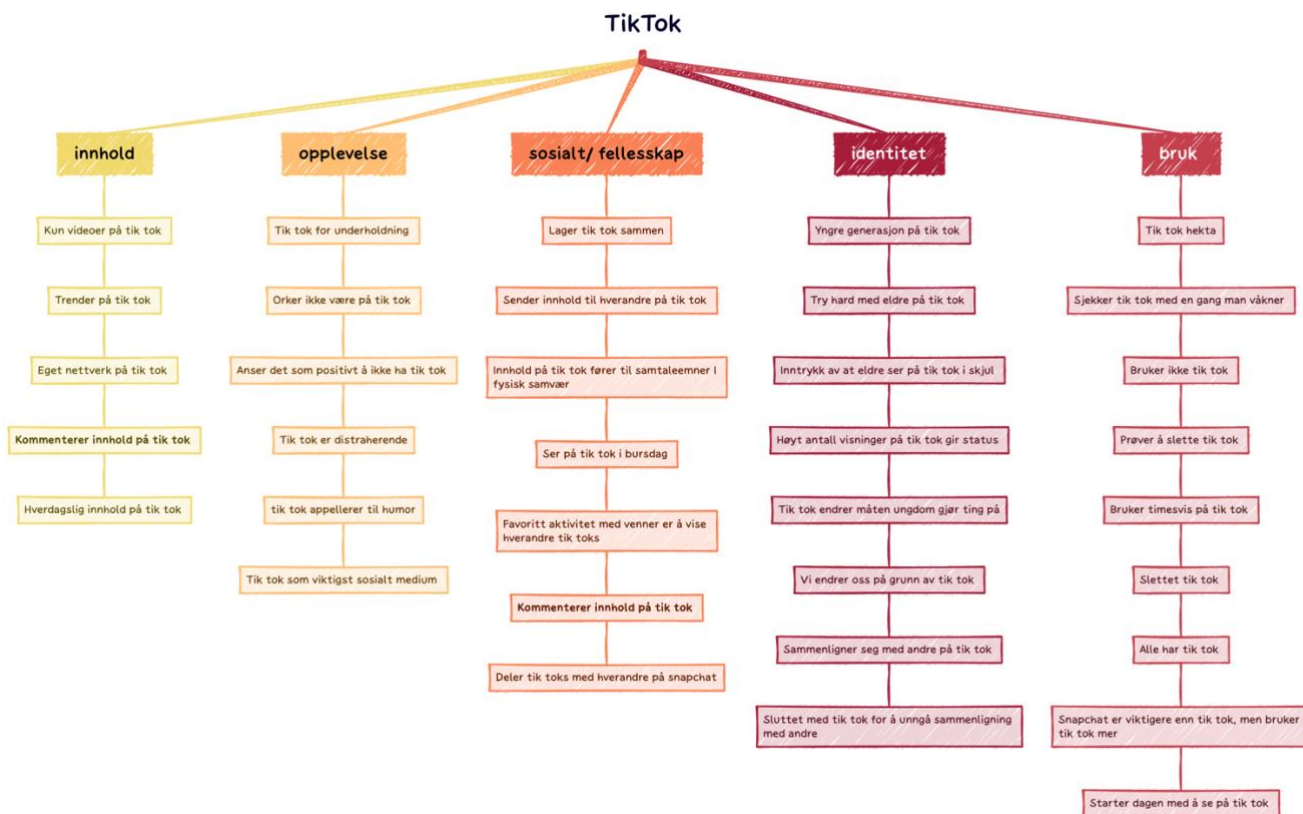 TikTok
innhold
Kun videoer på tik tok
Trender på tik tok
Eget nettverk på tik tok
Kommenterer innhold på tik tok
Hverdagslig innhold på tik tok
opplevelse
Tik tok for underholdning
Orker ikke være på tik tok
Anser det som positivt å ikke ha tik tok
Tik tok er distraherende
tik tok appellerer til humor
Tik tok som viktigst sosialt medium
sosialt/ fellesskap
Lager tik tok sammen
Sender innhold til hverandre på tik tok
Innhold på tik tok fører til samtaleemner I
fysisk samvær
Ser på tik tok i bursdag
Favoritt aktivitet med venner er å vise
hverandre tik toks
Kommenterer innhold på tik tok
Deler tik toks med hverandre på snapchat
identitet
Yngre generasjon på tik tok
Try hard med eldre på tik tok
Inntrykk av at eldre ser på tik tok i skjul
Høyt antall visninger på tik tok gir status
Tik tok endrer måten ungdom gjør ting på
Vi endrer oss på grunn av tik tok
Sammenligner seg med andre på tik tok
Sluttet med tik tok for å unngå sammenligning
med andre
bruk
Tik tok hekta
Sjekker tik tok med en gang man våkner
Bruker ikke tik tok
Prøver å slette tik tok
Bruker timesvis på tik tok
Slettet tik tok
Alle har tik tok
Snapchat er viktigere enn tik tok, men bruker
tik tok mer
Starter dagen med å se på tik tok